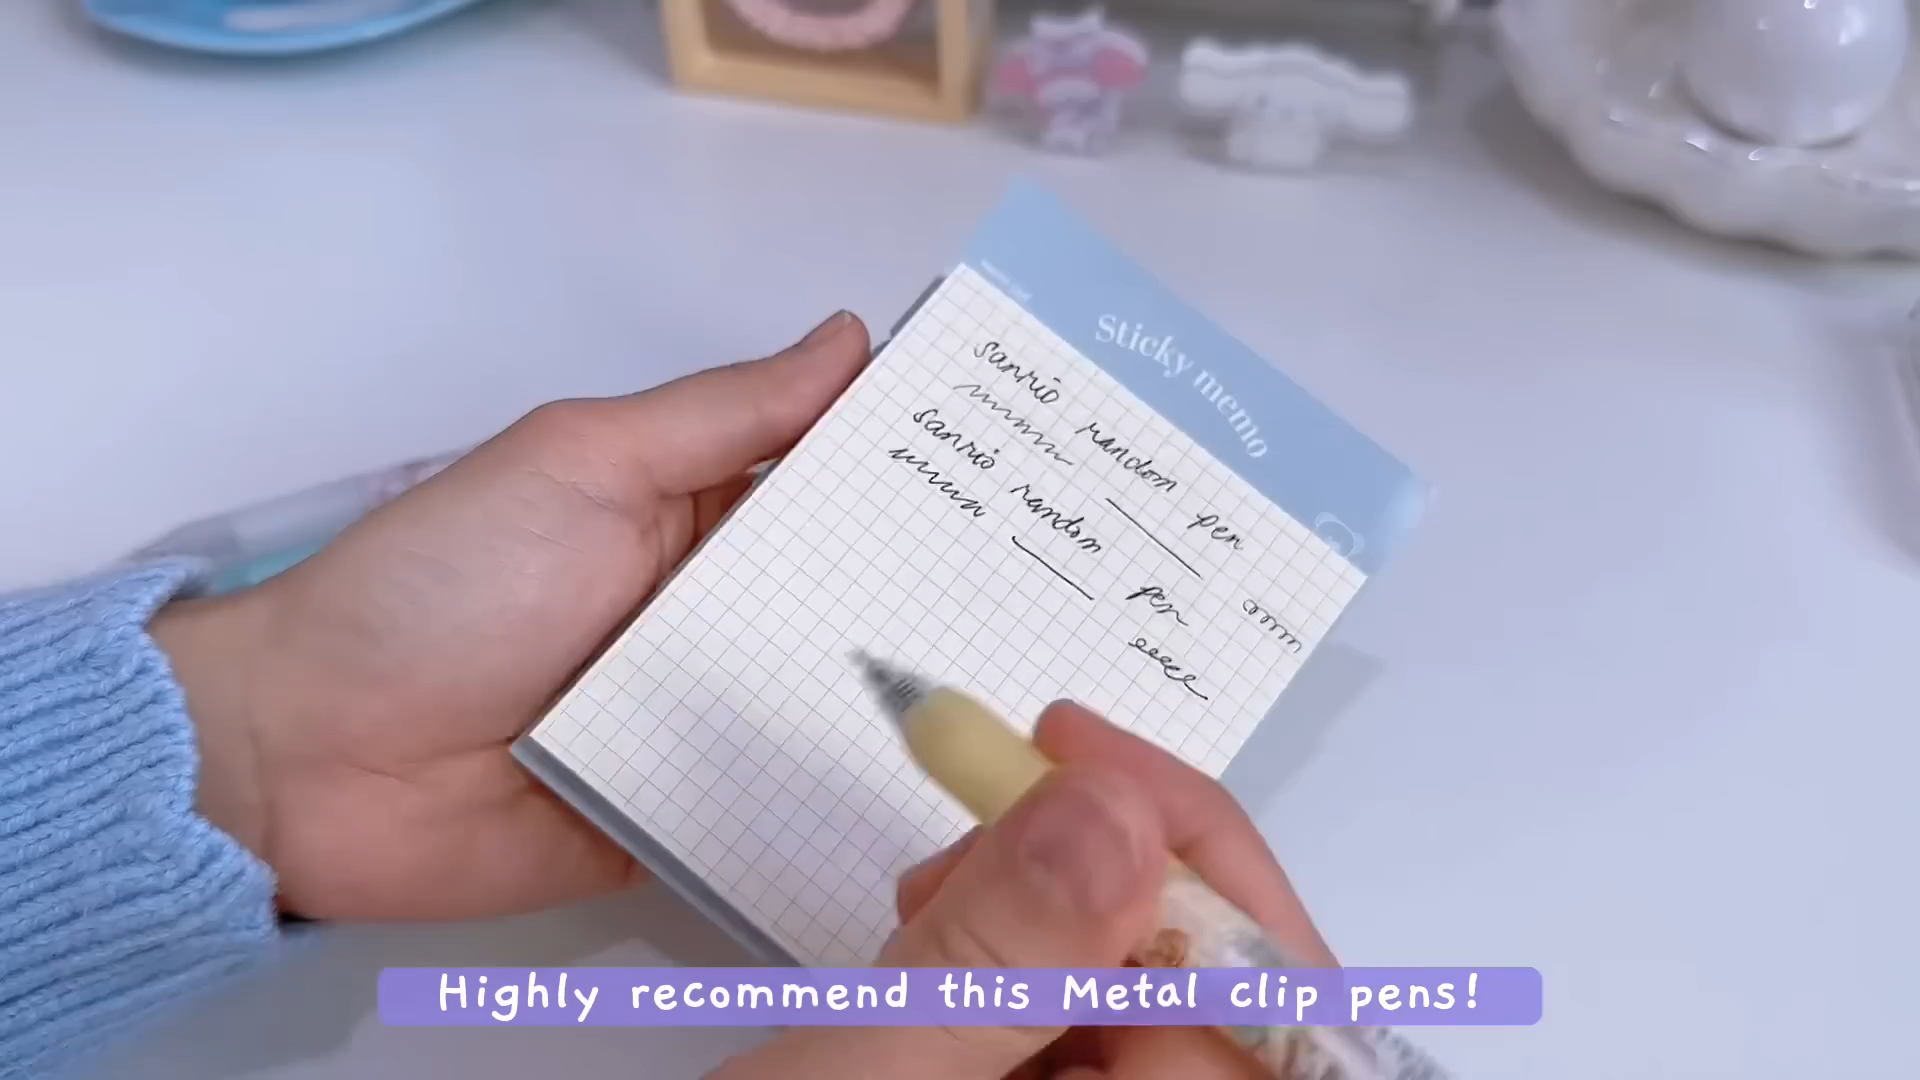 Sticky memo
sanrio random pen
sanrio random pen
Highly recommend this Metal clip pens!